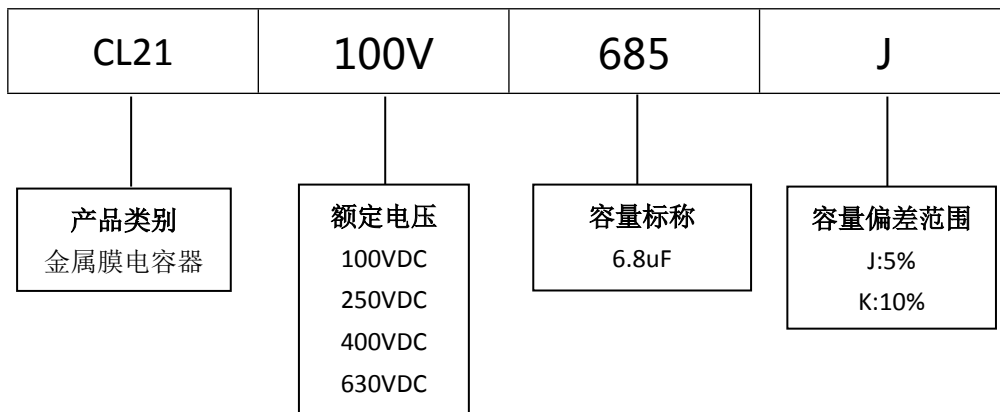 CL21 100V 685 J
产品类别
金属膜电容器
额定电压
100VDC
250VDC
400VDC
630VDC
容量标称
6.8uF
容量偏差范围
J:5%
K:10%